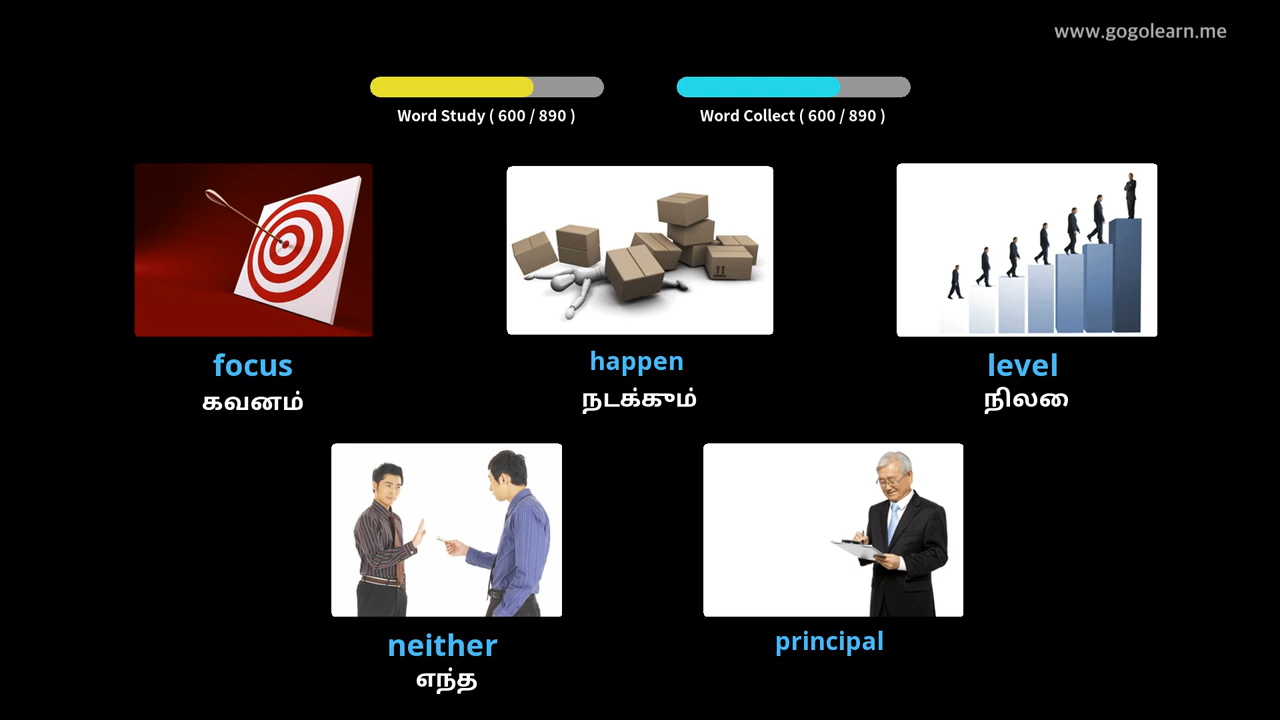 www.gogolearn.me
Word Study ( 600 / 890 )
Word Collect ( 600 / 890 )
focus
கவனம்
happen
நடக்கும்
level
நிலை
neither
எந்த
principal